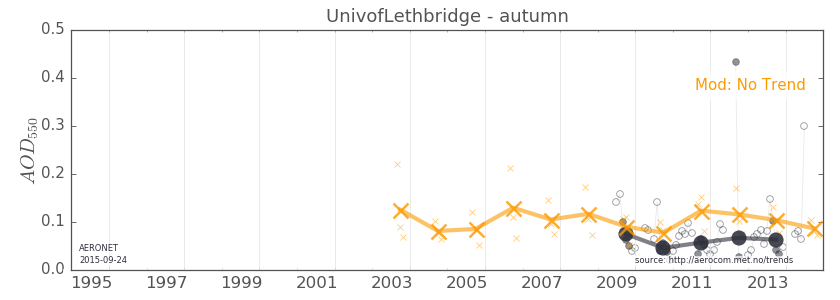 UnivofLethbridge - autumn
0.5
0.4
0.3
0.2
0.1
0.0
AOD550
Mod: No Trend
AERONET
2015-09-24
source: http://aerocom.met.no/trends
1995 1997 1999 2001 2003 2005 2007 2009 2011 2013